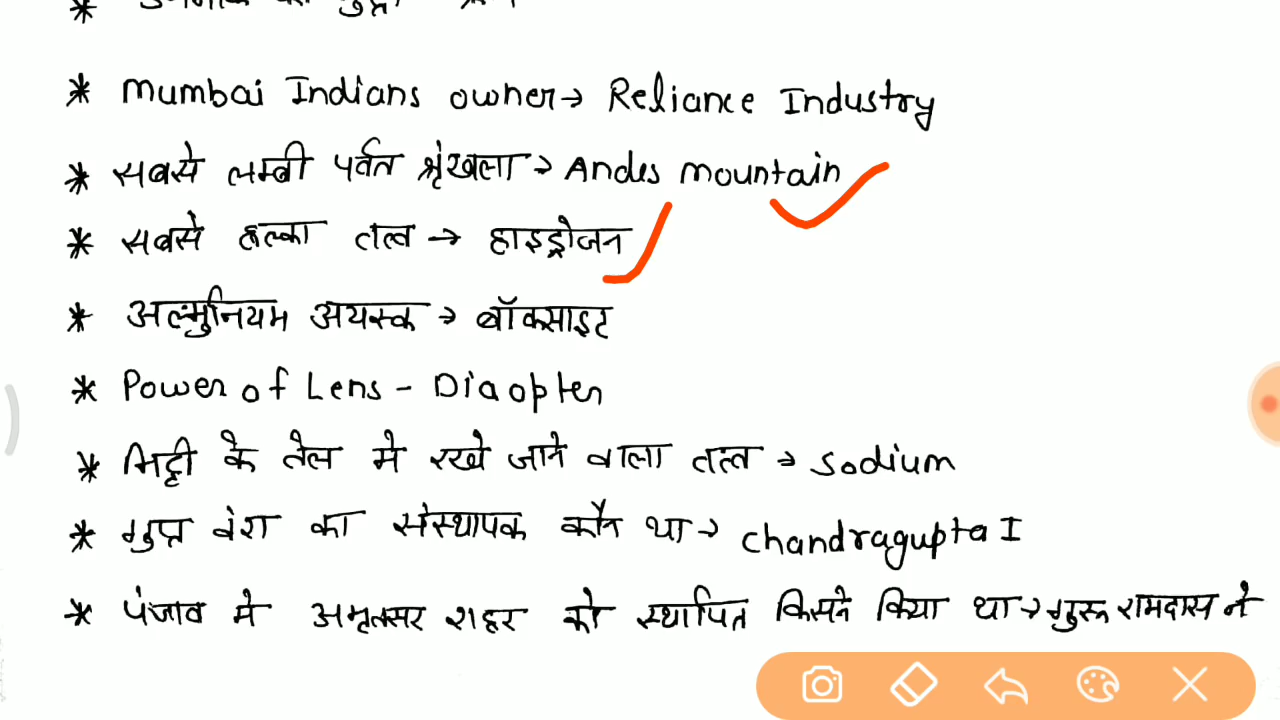 * Mumbai Indians owner → Reliance Industry
* सबसे लम्बी पर्वत श्रृंखला → Andes mountain
* सबसे हल्का तत्व → हाइड्रोजन
* अल्मुनियम अयस्क → बॉक्साइट
* Power of Lens - Diaopter
* मिट्टी के तेल मे रखे जाने वाला तत्व → sodium
* गुप्त वंश का संस्थापक कौन था → chandragupta I
* पंजाव मे अमृतसर शहर को स्थापित किसने किया था → गुरू रामदास ने